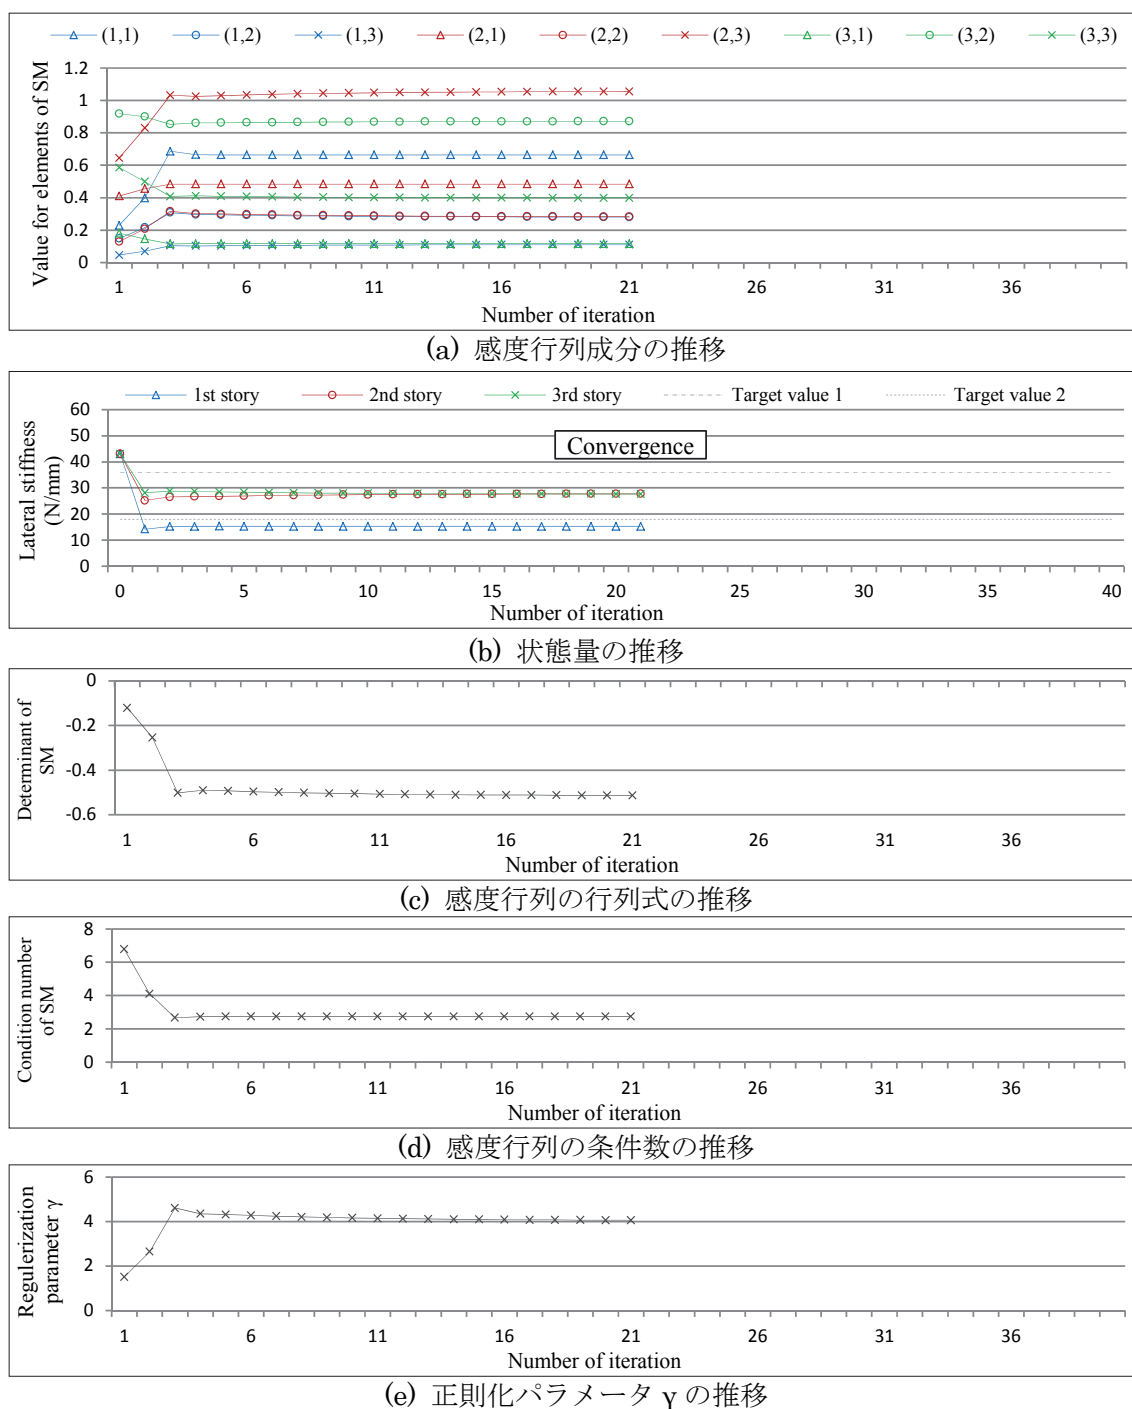 (1,1) (1,2) (1,3) (2,1) (2,2) (2,3) (3,1) (3,2) (3,3)
Value for elements of SM
1.2
1
0.8
0.6
0.4
0.2
0
1 6 11 16 21 26 31 36
Number of iteration
(a) 感度行列成分の推移
1st story 2nd story 3rd story Target value 1 Target value 2
Lateral stiffness
(N/mm)
60
50
40
30
20
10
0
Convergence
0 5 10 15 20 25 30 35 40
Number of iteration
(b) 状態量の推移
Determinant of
SM
0
-0.2
-0.4
-0.6
1 6 11 16 21 26 31 36
Number of iteration
(c) 感度行列の行列式の推移
Condition number
of SM
8
6
4
2
0
1 6 11 16 21 26 31 36
Number of iteration
(d) 感度行列の条件数の推移
Regulerization
parameter γ
6
4
2
0
1 6 11 16 21 26 31 36
Number of iteration
(e) 正則化パラメータ γ の推移